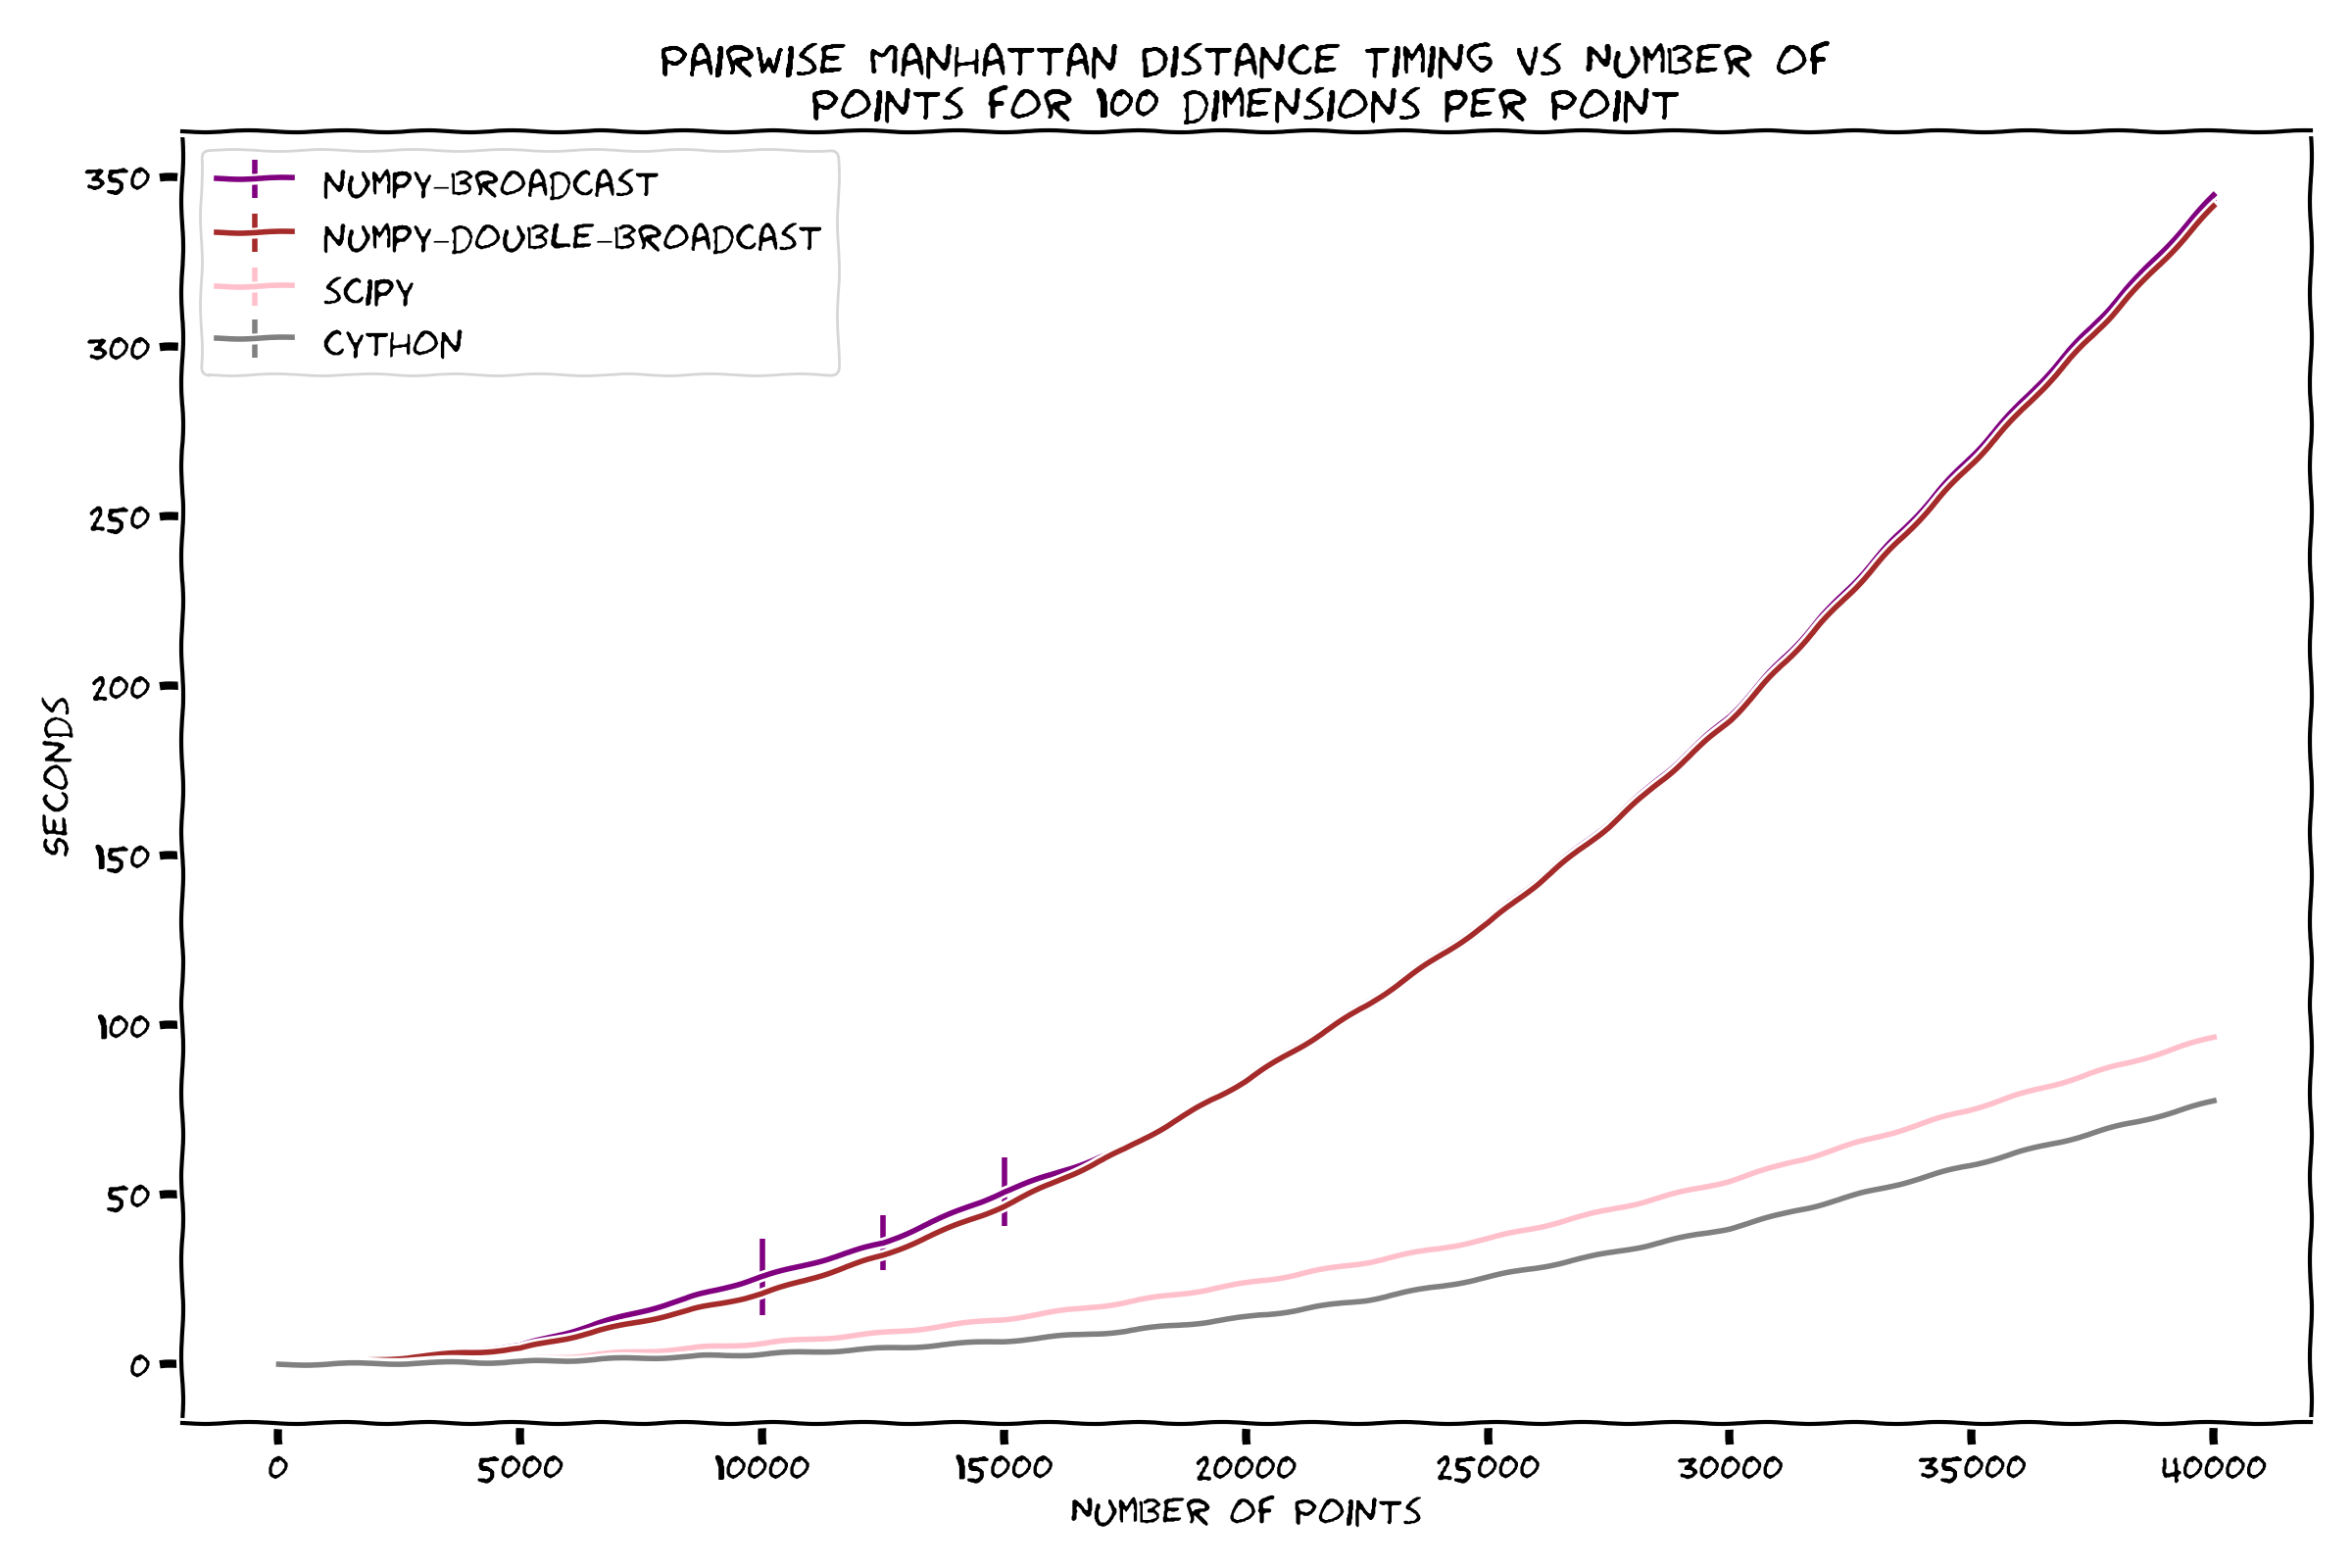 PAIRWISE MANHATTAN DISTANCE TIMING VS NUMBER OF
POINTS FOR 100 DIMENSIONS PER POINT
NUMPY-BROADCAST
NUMPY-DOUBLE-BROADCAST
SCIPY
CYTHON
350
300
250
200
150
100
50
0
SECONDS
0 5000 10000 15000 20000 25000 30000 35000 40000
NUMBER OF POINTS